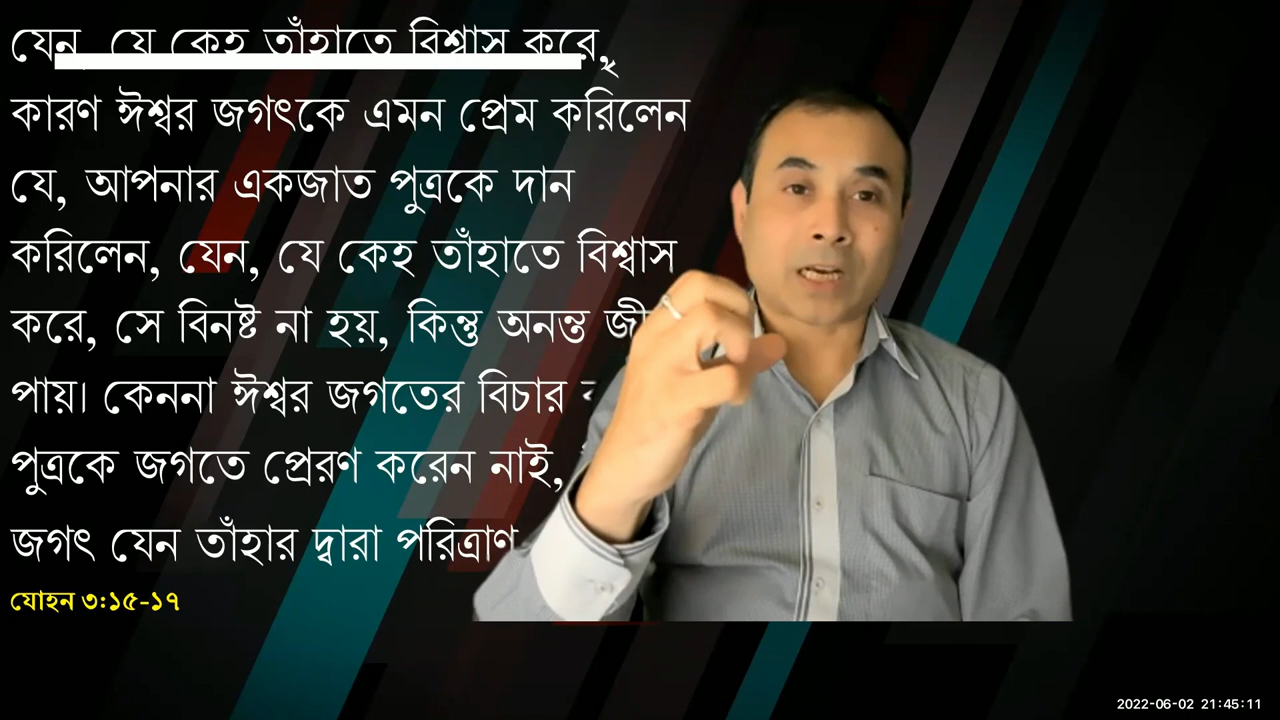 যেন, যে কেহ তাঁহাতে বিশ্বাস করে,
কারণ ঈশ্বর জগৎকে এমন প্রেম করিলেন
যে, আপনার একজাত পুত্রকে দান
করিলেন, যেন, যে কেহ তাঁহাতে বিশ্বাস
করে, সে বিনষ্ট না হয়, কিন্তু অনন্ত
পায়। কেননা ঈশ্বর জগতের বিচার
পুত্রকে জগতে প্রেরণ করেন নাই,
জগৎ যেন তাঁহার দ্বারা পরিত্রাণ
যোহন ৩:১৫-১৭
2022-06-02 21:45:11